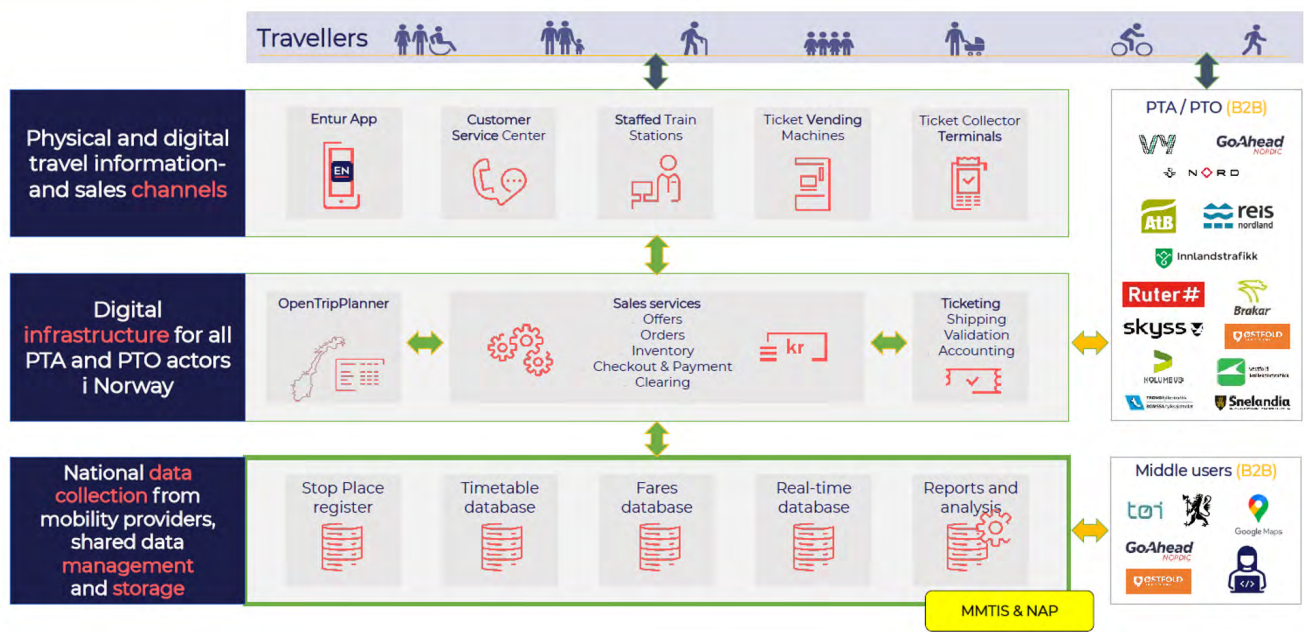 Travellers
Physical and digital
travel information-
and sales channels
Entur App
EN
Customer
Service Center
Staffed Train
Stations
Ticket Vending
Machines
Ticket Collector
Terminals
PTA / PTO (B2B)
VY
GoAhead
NORDIC
NORD
AtB
reis
nordland
Innlandstrafikk
Ruter#
Brakar
skyss
ØSTFOLD
KOLUMBUS
Snelandia
Digital
infrastructure for all
PTA and PTO actors
i Norway
OpenTripPlanner
Sales services
Offers
Orders
Inventory
Checkout & Payment
Clearing
kr
Ticketing
Shipping
Validation
Accounting
National data
collection from
mobility providers,
shared data
management
and storage
Stop Place
register
Timetable
database
Fares
database
Real-time
database
Reports and
analysis
MMTIS & NAP
Middle users (B2B)
tøi
Google Maps
GoAhead
NORDIC
ØSTFOLD
</>